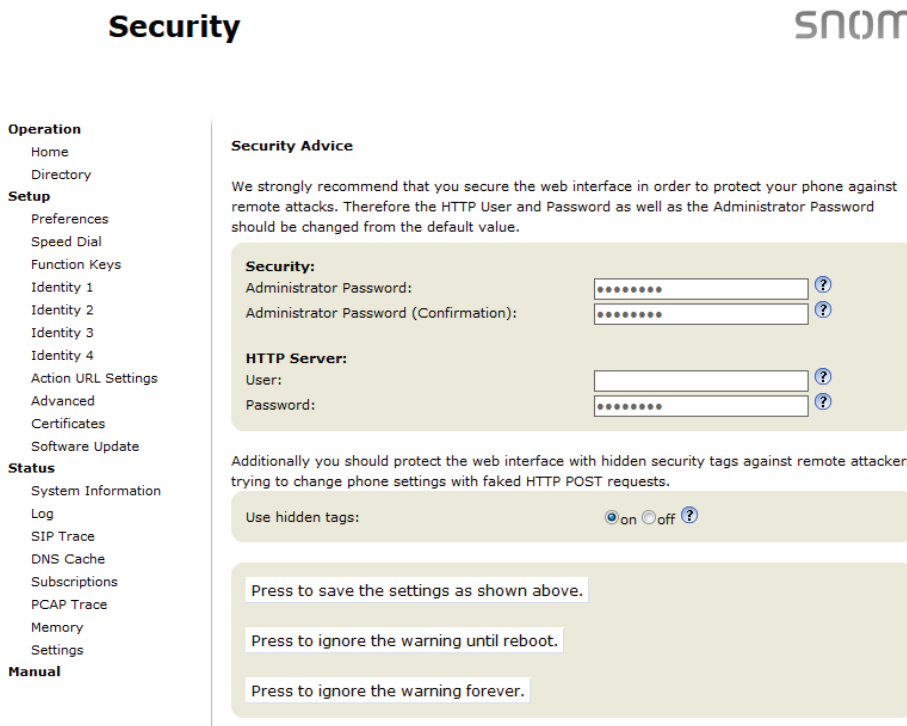 Security
snom
Operation
Home
Directory
Setup
Preferences
Speed Dial
Function Keys
Identity 1
Identity 2
Identity 3
Identity 4
Action URL Settings
Advanced
Certificates
Software Update
Status
System Information
Log
SIP Trace
DNS Cache
Subscriptions
PCAP Trace
Memory
Settings
Manual
Security Advice
We strongly recommend that you secure the web interface in order to protect your phone against
remote attacks. Therefore the HTTP User and Password as well as the Administrator Password
should be changed from the default value.
Security:
Administrator Password: ●●●●●●●● ?
Administrator Password (Confirmation): ●●●●●●●● ?
HTTP Server:
User: ?
Password: ●●●●●●●● ?
Additionally you should protect the web interface with hidden security tags against remote attacker
trying to change phone settings with faked HTTP POST requests.
Use hidden tags: on off ?
Press to save the settings as shown above.
Press to ignore the warning until reboot.
Press to ignore the warning forever.